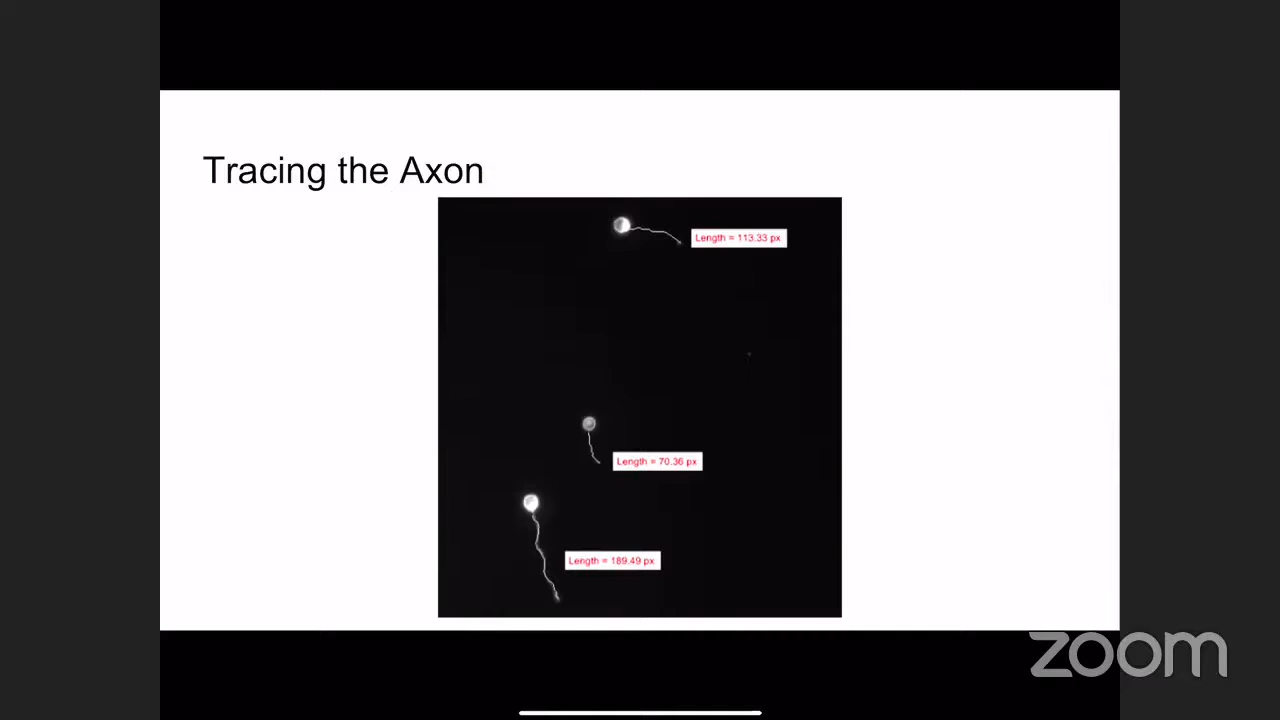 Tracing the Axon
Length = 113.33 px
Length = 70.36 px
Length = 189.49 px
zoom